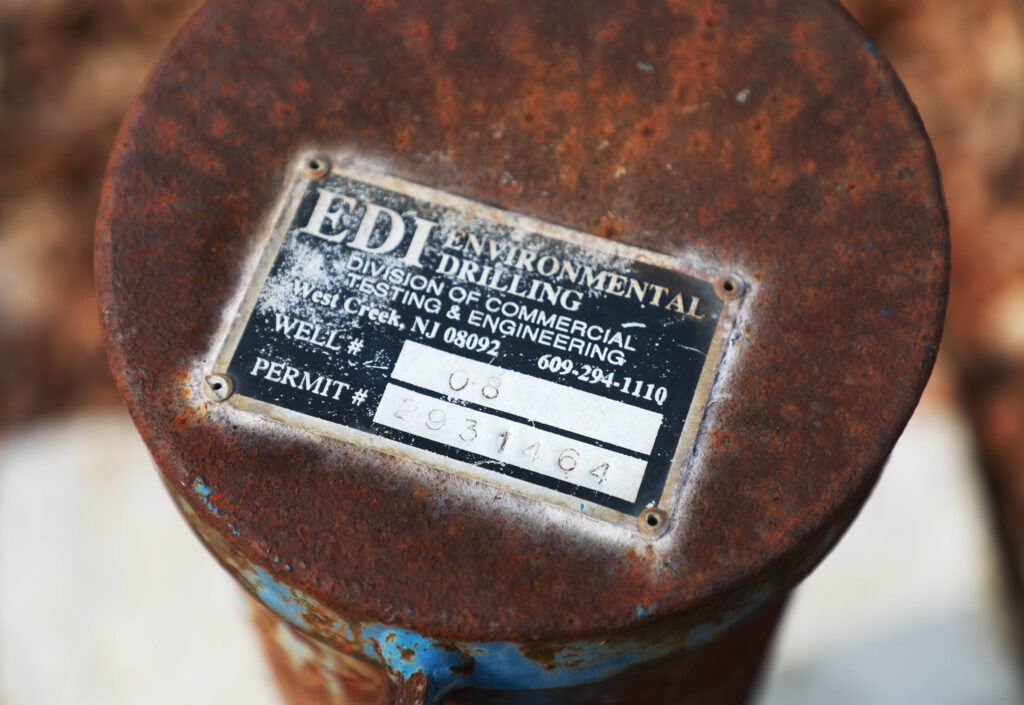 EDI ENVIRONMENTAL
DRILLING
DIVISION OF COMMERCIAL
TESTING & ENGINEERING
West Creek, NJ 08092 609-294-1110
WELL # 08
PERMIT # 2931464